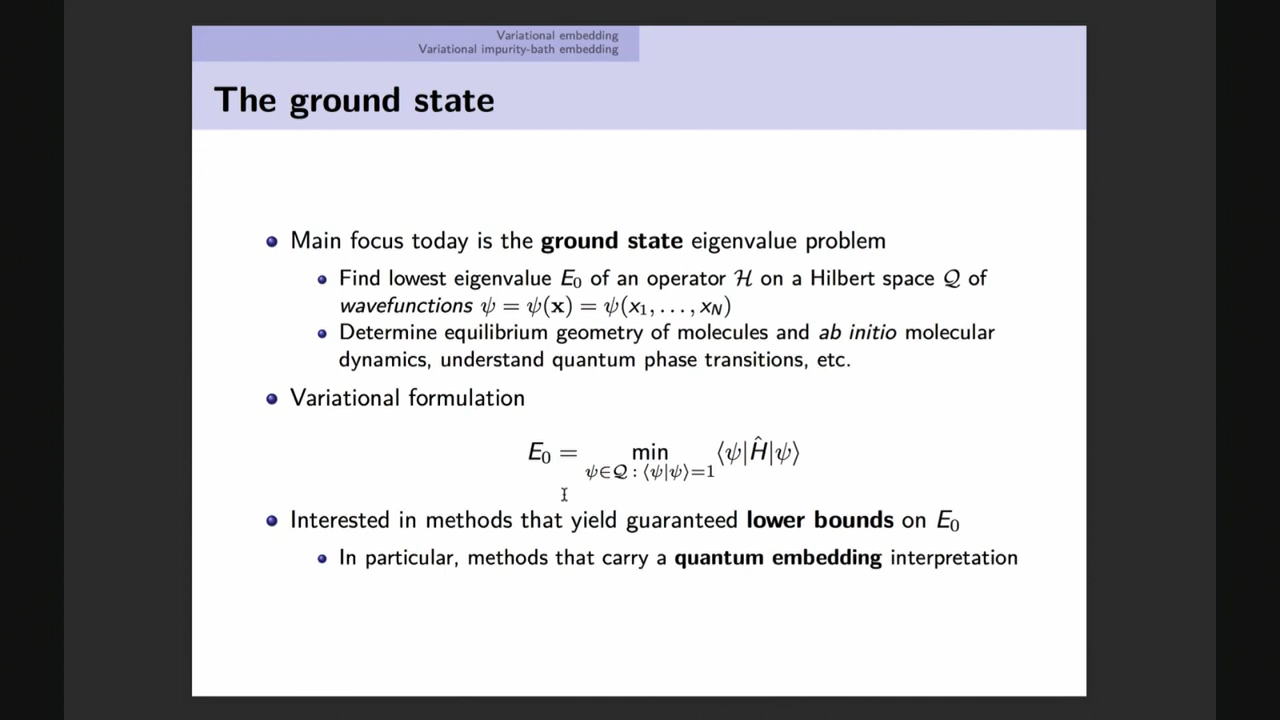 Variational embedding
Variational impurity-bath embedding
The ground state
Main focus today is the ground state eigenvalue problem
Find lowest eigenvalue E₀ of an operator ℋ on a Hilbert space 𝒬 of
wavefunctions ψ = ψ(x) = ψ(x₁, . . . , x_N)
Determine equilibrium geometry of molecules and ab initio molecular
dynamics, understand quantum phase transitions, etc.
Variational formulation
E₀ = min ⟨ψ|Ĥ|ψ⟩
ψ∈𝒬 : ⟨ψ|ψ⟩=1
Interested in methods that yield guaranteed lower bounds on E₀
In particular, methods that carry a quantum embedding interpretation